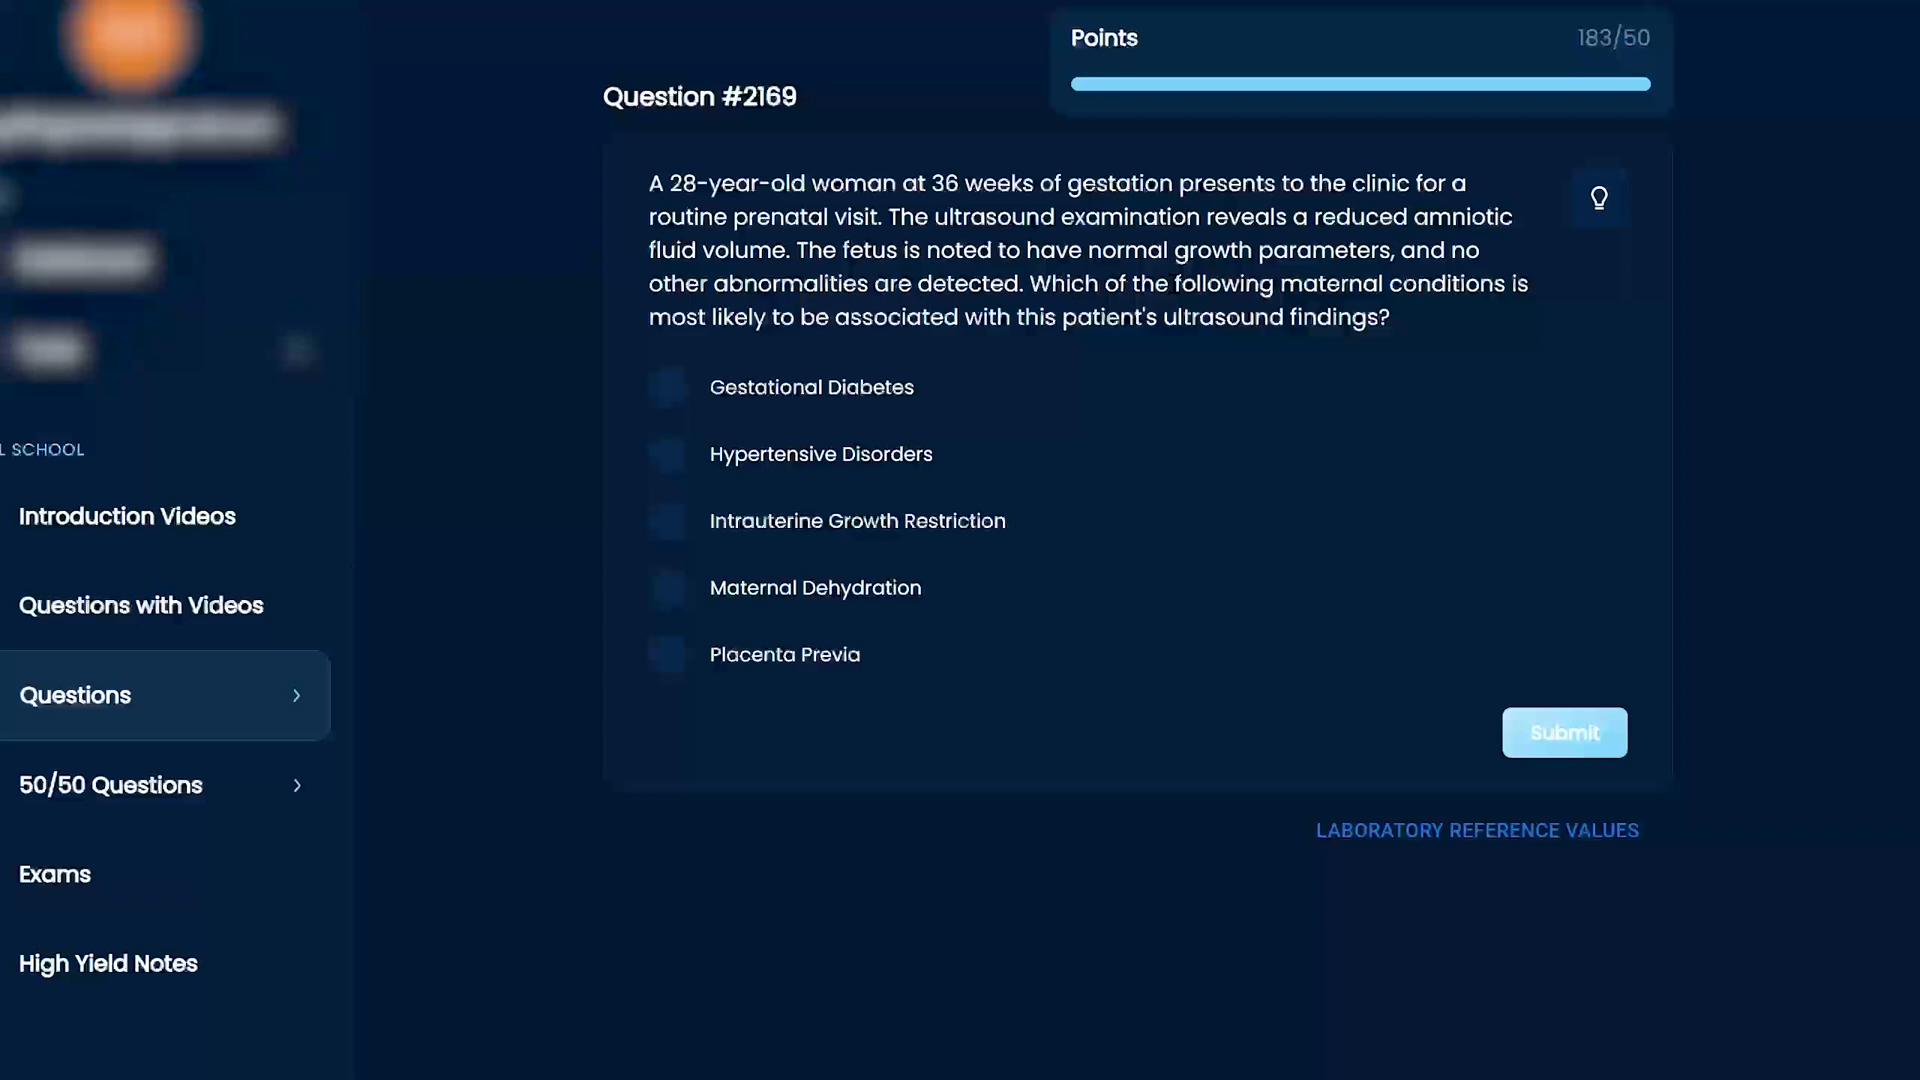 Points
183/50
Question #2169
A 28-year-old woman at 36 weeks of gestation presents to the clinic for a
routine prenatal visit. The ultrasound examination reveals a reduced amniotic
fluid volume. The fetus is noted to have normal growth parameters, and no
other abnormalities are detected. Which of the following maternal conditions is
most likely to be associated with this patient's ultrasound findings?
Gestational Diabetes
Hypertensive Disorders
Intrauterine Growth Restriction
Maternal Dehydration
Placenta Previa
Submit
LABORATORY REFERENCE VALUES
L SCHOOL
Introduction Videos
Questions with Videos
Questions
50/50 Questions
Exams
High Yield Notes